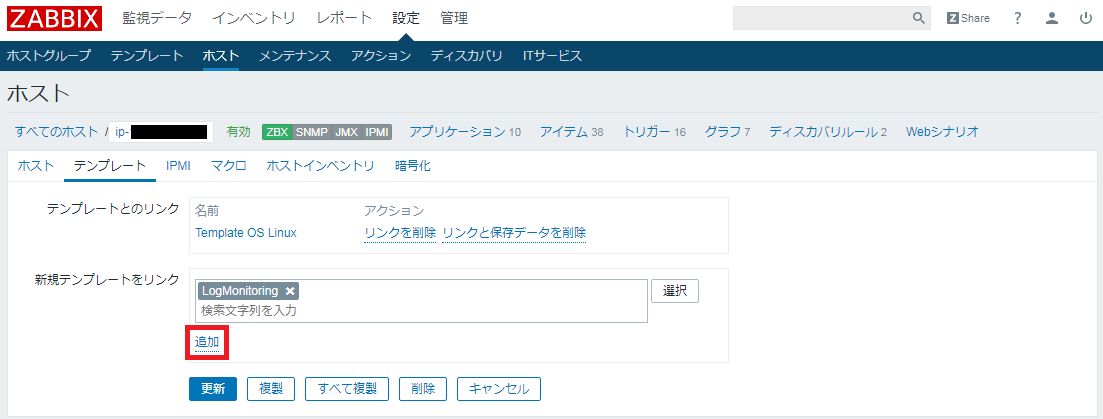 ZABBIX 監視データ インベントリ レポート 設定 管理 Z Share ?
ホストグループ テンプレート ホスト メンテナンス アクション ディスカバリ ITサービス
ホスト
すべてのホスト / ip- 有効 ZBX SNMP JMX IPMI アプリケーション 10 アイテム 38 トリガー 16 グラフ 7 ディスカバリルール 2 Webシナリオ
ホスト テンプレート IPMI マクロ ホストインベントリ 暗号化
テンプレートとのリンク 名前 アクション
Template OS Linux リンクを削除 リンクと保存データを削除
新規テンプレートをリンク
LogMonitoring ✖ 選択
検索文字列を入力
追加
更新 複製 すべて複製 削除 キャンセル